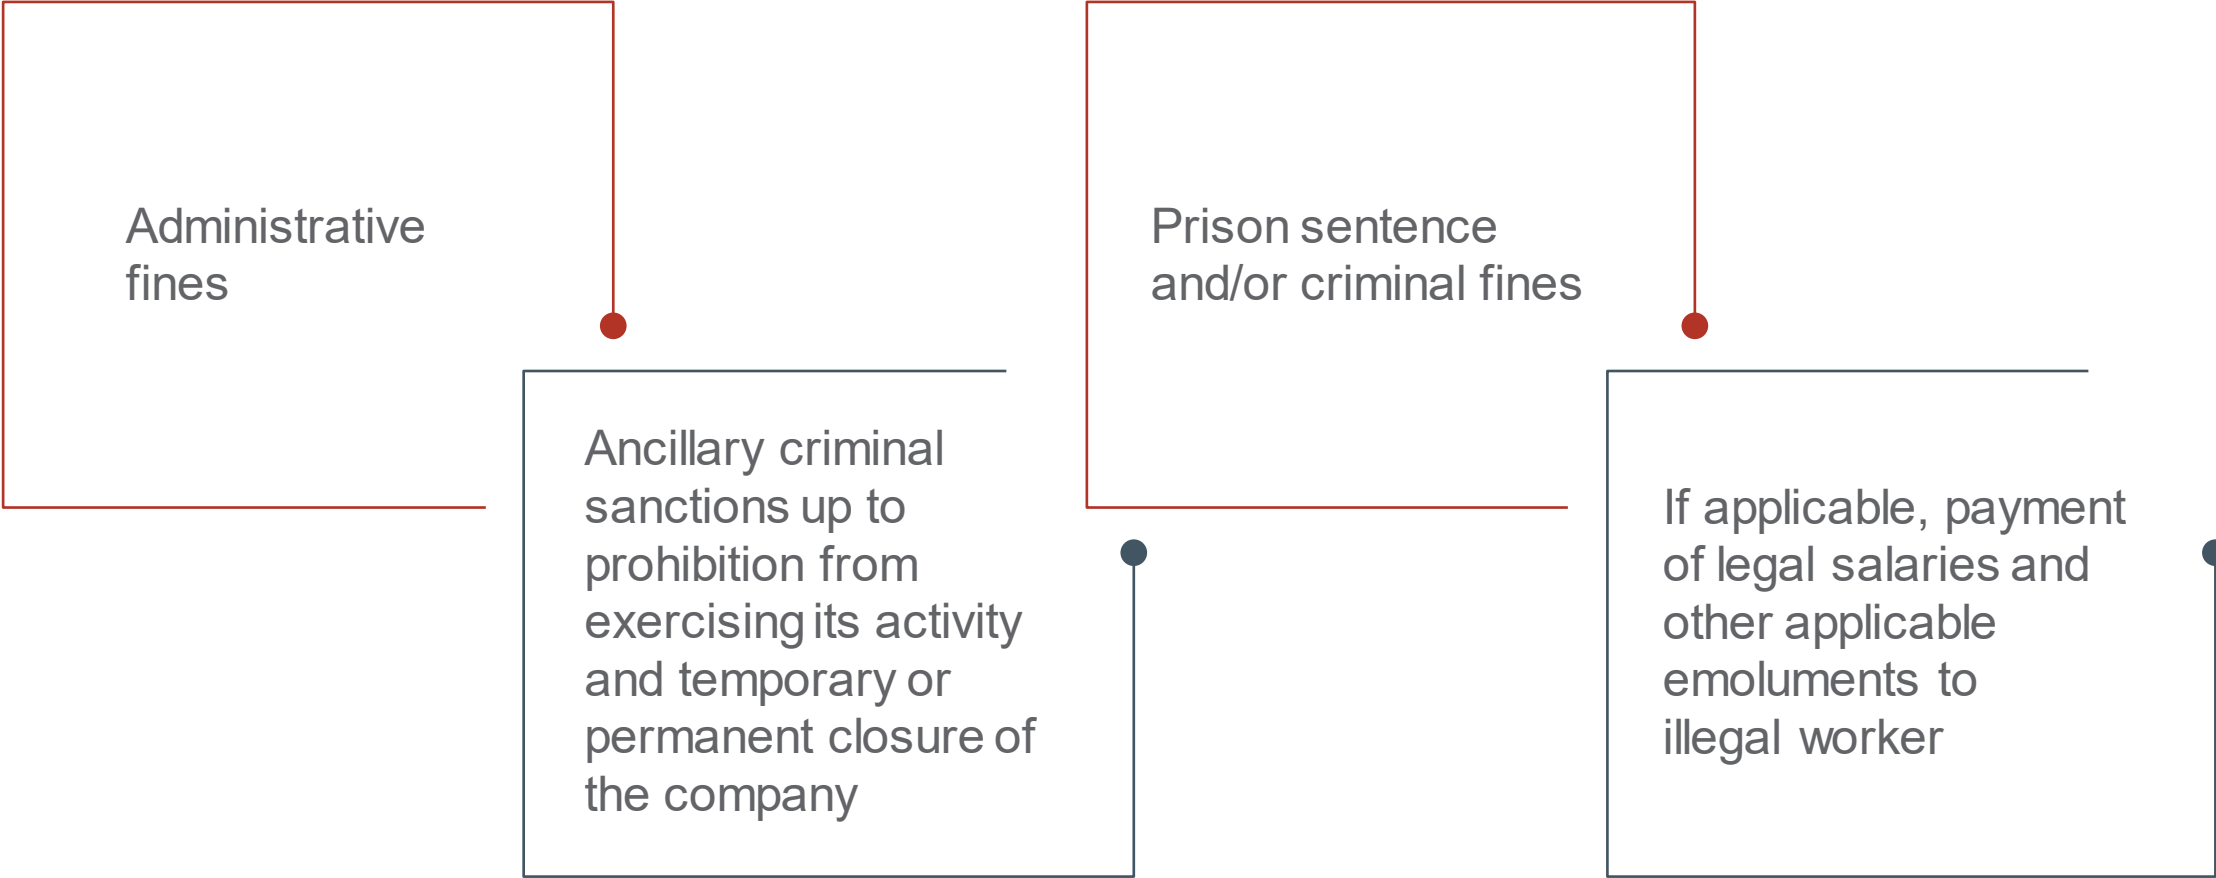 Administrative
fines
Ancillary criminal
sanctions up to
prohibition from
exercising its activity
and temporary or
permanent closure of
the company
Prison sentence
and/or criminal fines
If applicable, payment
of legal salaries and
other applicable
emoluments to
illegal worker